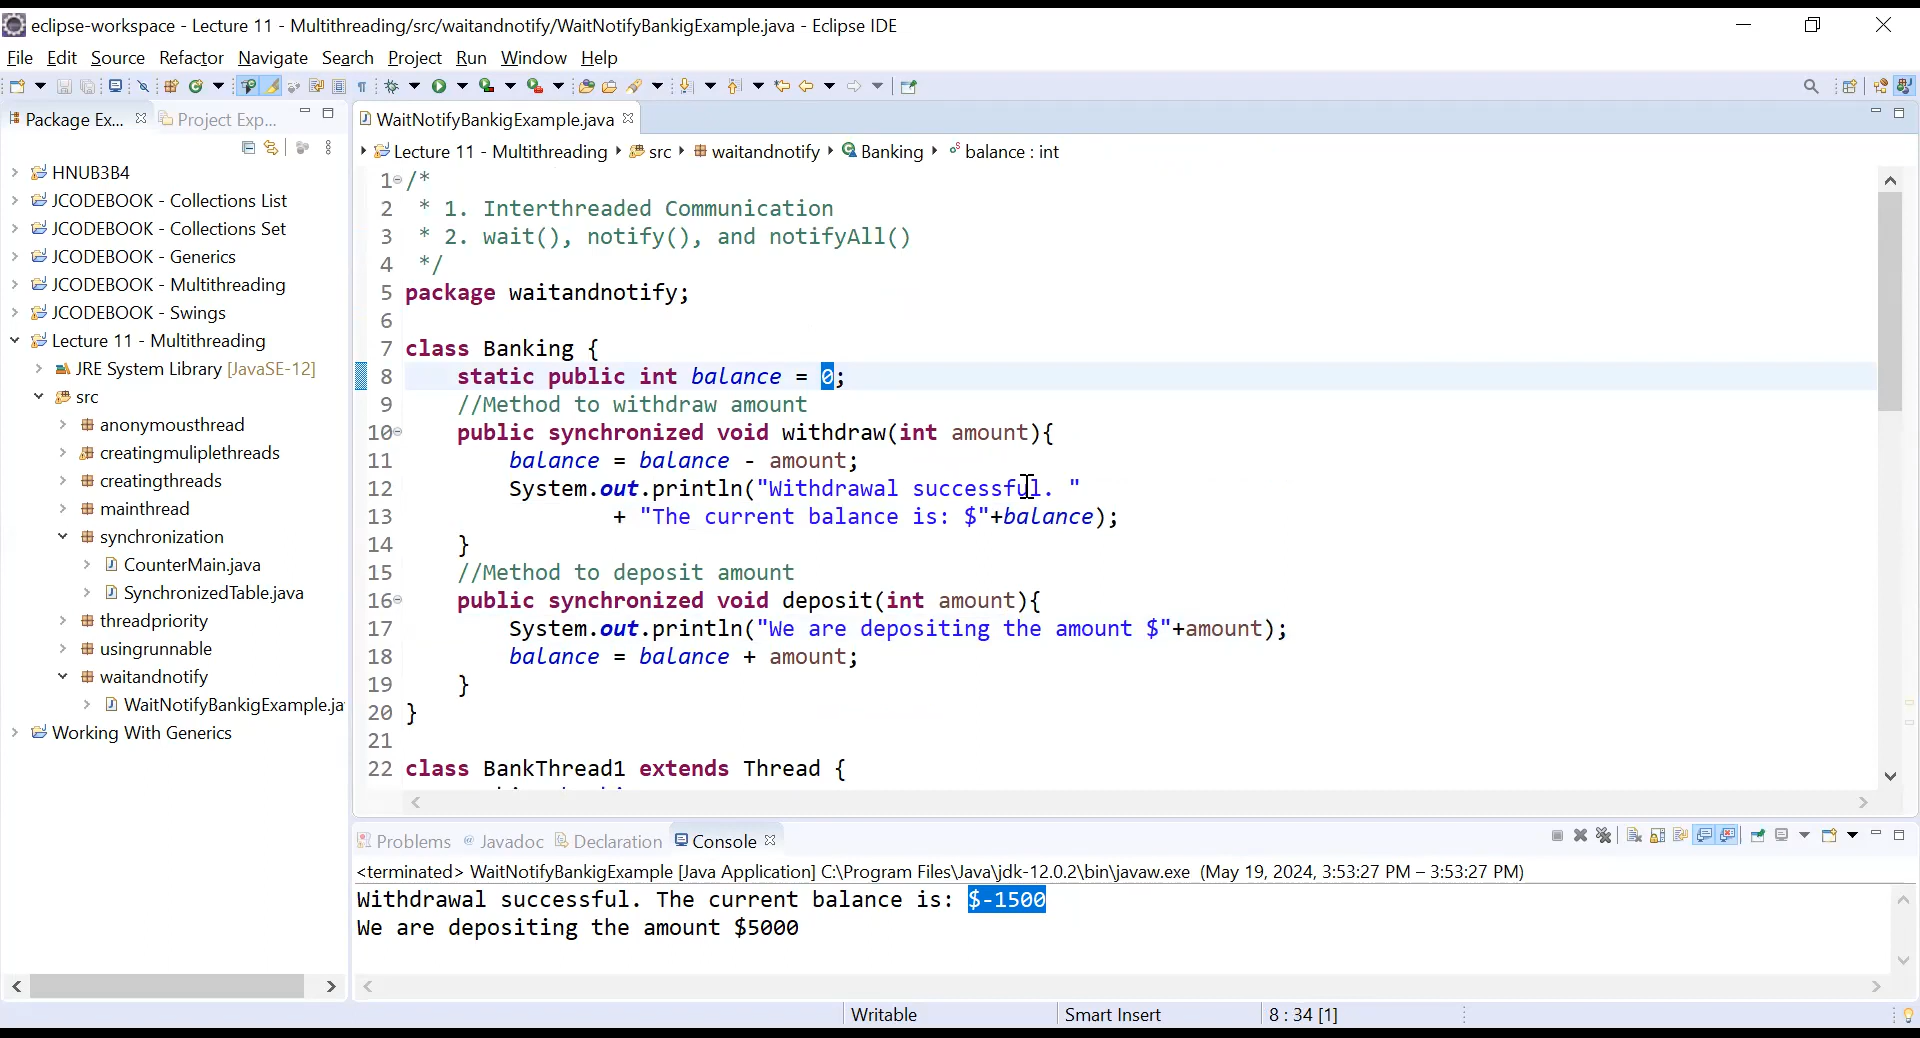 eclipse-workspace - Lecture 11 - Multithreading/src/waitandnotify/WaitNotifyBankigExample.java - Eclipse IDE
File Edit Source Refactor Navigate Search Project Run Window Help
Package Ex... Project Exp...
HNUB3B4
JCODEBOOK - Collections List
JCODEBOOK - Collections Set
JCODEBOOK - Generics
JCODEBOOK - Multithreading
JCODEBOOK - Swings
Lecture 11 - Multithreading
JRE System Library [JavaSE-12]
src
anonymousthread
creatingmuliplethreads
creatingthreads
mainthread
synchronization
CounterMain.java
SynchronizedTable.java
threadpriority
usingrunnable
waitandnotify
WaitNotifyBankigExample.ja
Working With Generics
WaitNotifyBankigExample.java
Lecture 11 - Multithreading src waitandnotify Banking balance : int
1 /*
2 * 1. Interthreaded Communication
3 * 2. wait(), notify(), and notifyAll()
4 */
5 package waitandnotify;
6
7 class Banking {
8 static public int balance = 0;
9 //Method to withdraw amount
10 public synchronized void withdraw(int amount){
11 balance = balance - amount;
12 System.out.println("Withdrawal successful. "
13 + "The current balance is: $"+balance);
14 }
15 //Method to deposit amount
16 public synchronized void deposit(int amount){
17 System.out.println("We are depositing the amount $"+amount);
18 balance = balance + amount;
19 }
20 }
21
22 class BankThread1 extends Thread {
Problems Javadoc Declaration Console
<terminated> WaitNotifyBankigExample [Java Application] C:\Program Files\Java\jdk-12.0.2\bin\javaw.exe (May 19, 2024, 3:53:27 PM – 3:53:27 PM)
Withdrawal successful. The current balance is: $-1500
We are depositing the amount $5000
Writable Smart Insert 8 : 34 [1]